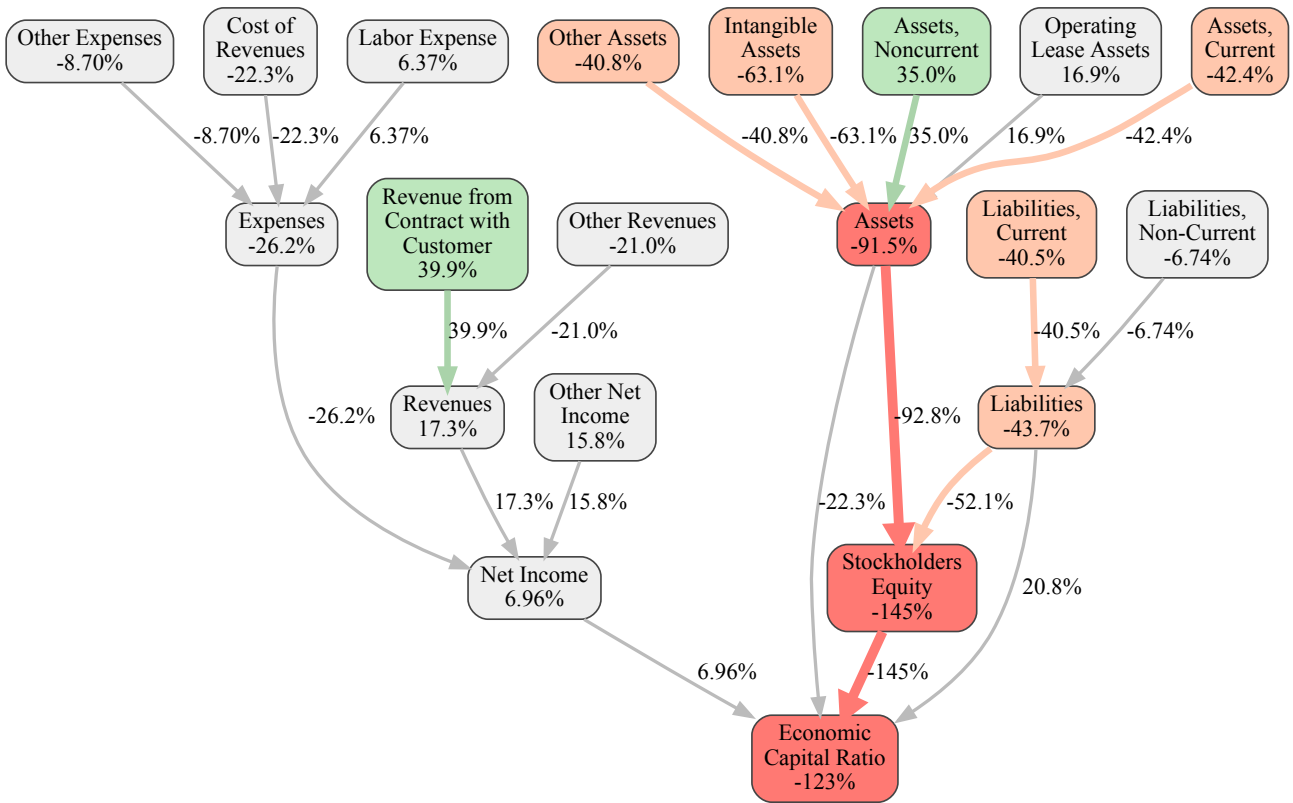 Other Expenses
-8.70%
Cost of
Revenues
-22.3%
Labor Expense
6.37%
Other Assets
-40.8%
Intangible
Assets
-63.1%
Assets,
Noncurrent
35.0%
Operating
Lease Assets
16.9%
Assets,
Current
-42.4%
-8.70%
-22.3%
6.37%
-40.8%
-63.1%
35.0%
16.9%
-42.4%
Expenses
-26.2%
Revenue from
Contract with
Customer
39.9%
Other Revenues
-21.0%
Assets
-91.5%
Liabilities,
Current
-40.5%
Liabilities,
Non-Current
-6.74%
39.9%
-21.0%
-40.5%
-6.74%
-26.2%
Revenues
17.3%
Other Net
Income
15.8%
-92.8%
Liabilities
-43.7%
17.3%
15.8%
-22.3%
-52.1%
Net Income
6.96%
Stockholders
Equity
-145%
20.8%
6.96%
-145%
Economic
Capital Ratio
-123%